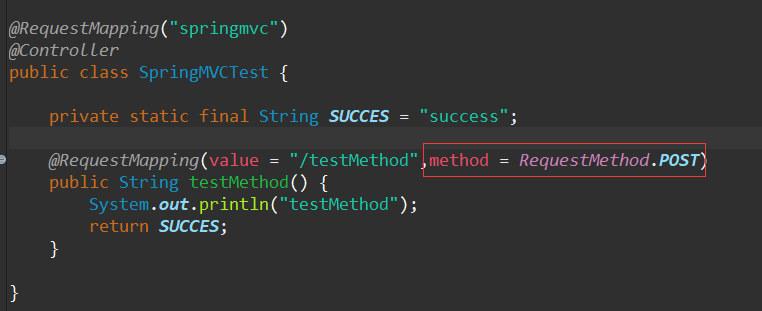 @RequestMapping("springmvc")
@Controller
public class SpringMVCTest {
private static final String SUCCES = "success";
@RequestMapping(value = "/testMethod",method = RequestMethod.POST)
public String testMethod() {
System.out.println("testMethod");
return SUCCES;
}
}